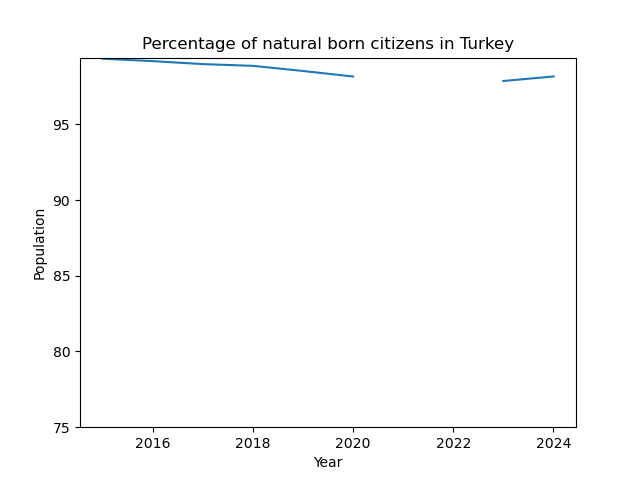 Percentage of natural born citizens in Turkey
Population
95
90
85
80
75
2016 2018 2020 2022 2024
Year